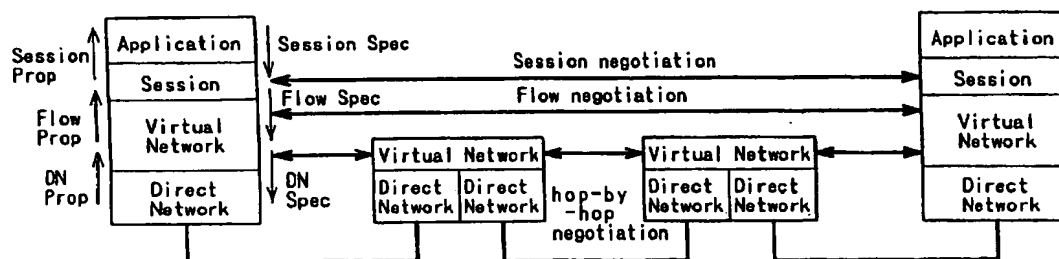 Application
Session
Virtual
Network
Direct
Network
Session
Prop
Flow
Prop
DN
Prop
Session Spec
Flow Spec
DN
Spec
Session negotiation
Flow negotiation
Virtual Network
Direct
Network
Direct
Network
hop-by
-hop
negotiation
Virtual Network
Direct
Network
Direct
Network
Application
Session
Virtual
Network
Direct
Network